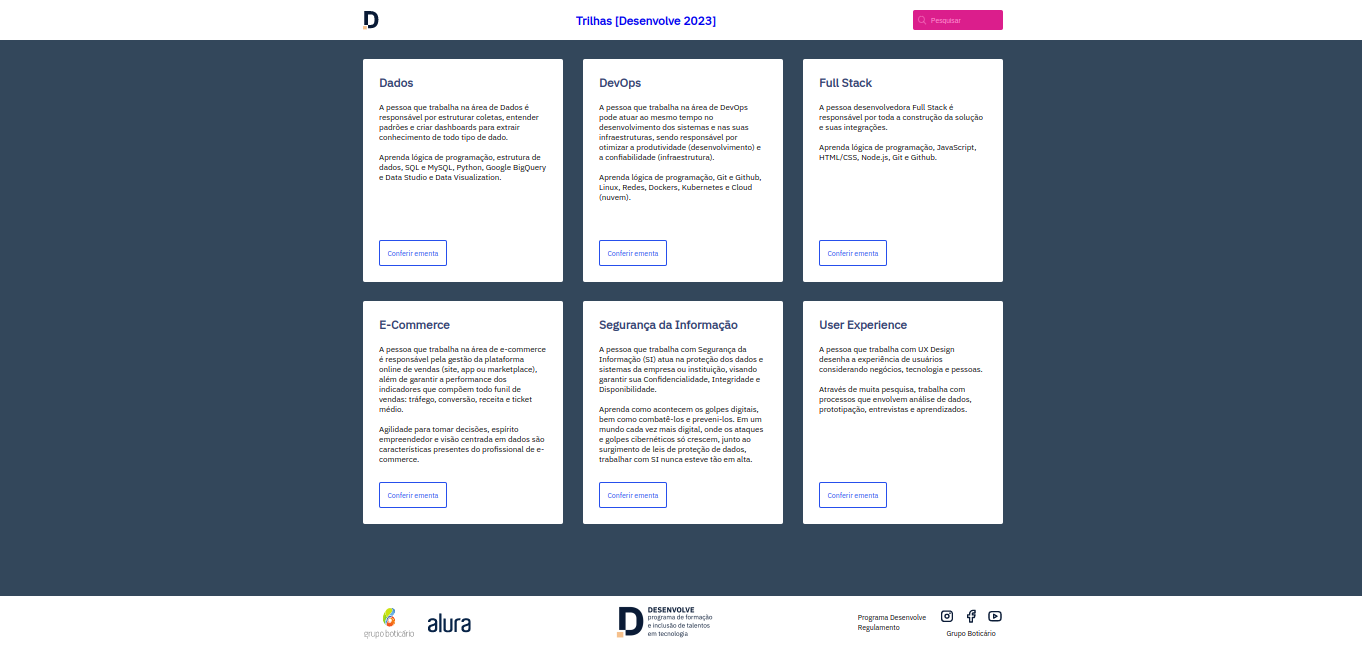 D
Trilhas [Desenvolve 2023]
Pesquisar
Dados
A pessoa que trabalha na área de Dados é
responsável por estruturar coletas, entender
padrões e criar dashboards para extrair
conhecimento de todo tipo de dado.
Aprenda lógica de programação, estrutura de
dados, SQL e MySQL, Python, Google BigQuery
e Data Studio e Data Visualization.
Conferir ementa
DevOps
A pessoa que trabalha na área de DevOps
pode atuar ao mesmo tempo no
desenvolvimento dos sistemas e nas suas
infraestruturas, sendo responsável por
otimizar a produtividade (desenvolvimento) e
a confiabilidade (infraestrutura).
Aprenda lógica de programação, Git e Github,
Linux, Redes, Dockers, Kubernetes e Cloud
(nuvem).
Conferir ementa
Full Stack
A pessoa desenvolvedora Full Stack é
responsável por toda a construção da solução
e suas integrações.
Aprenda lógica de programação, JavaScript,
HTML/CSS, Node.js, Git e Github.
Conferir ementa
E-Commerce
A pessoa que trabalha na área de e-commerce
é responsável pela gestão da plataforma
online de vendas (site, app ou marketplace),
além de garantir a performance dos
indicadores que compõem todo funil de
vendas: tráfego, conversão, receita e ticket
médio.
Agilidade para tomar decisões, espírito
empreendedor e visão centrada em dados são
características presentes do profissional de e-
commerce.
Conferir ementa
Segurança da Informação
A pessoa que trabalha com Segurança da
Informação (SI) atua na proteção dos dados e
sistemas da empresa ou instituição, visando
garantir sua Confidencialidade, Integridade e
Disponibilidade.
Aprenda como acontecem os golpes digitais,
bem como combatê-los e preveni-los. Em um
mundo cada vez mais digital, onde os ataques
e golpes cibernéticos só crescem, junto ao
surgimento de leis de proteção de dados,
trabalhar com SI nunca esteve tão em alta.
Conferir ementa
User Experience
A pessoa que trabalha com UX Design
desenha a experiência de usuários
considerando negócios, tecnologia e pessoas.
Através de muita pesquisa, trabalha com
processos que envolvem análise de dados,
prototipação, entrevistas e aprendizados.
Conferir ementa
grupo boticário
alura
D
DESENVOLVE
programa de formação
e inclusão de talentos
em tecnologia
Programa Desenvolve
Regulamento
Grupo Boticário